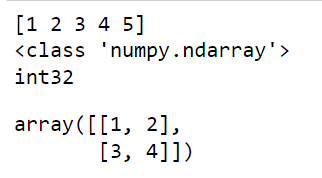 [1 2 3 4 5]
<class 'numpy.ndarray'>
int32
array([[1, 2],
       [3, 4]])